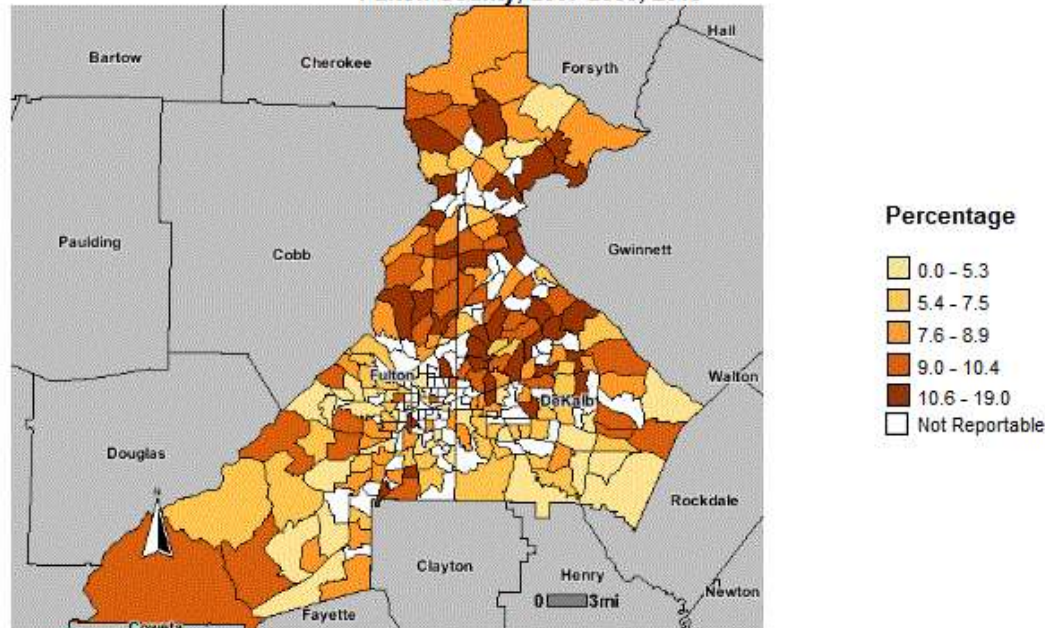 Hall
Bartow
Cherokee
Forsyth
Paulding
Cobb
Gwinnett
Percentage
0.0 - 5.3
5.4 - 7.5
7.6 - 8.9
9.0 - 10.4
10.6 - 19.0
Not Reportable
Fulton
Walton
DeKalb
Douglas
N
Rockdale
Clayton
Henry
0 3mi
Newton
Fayette